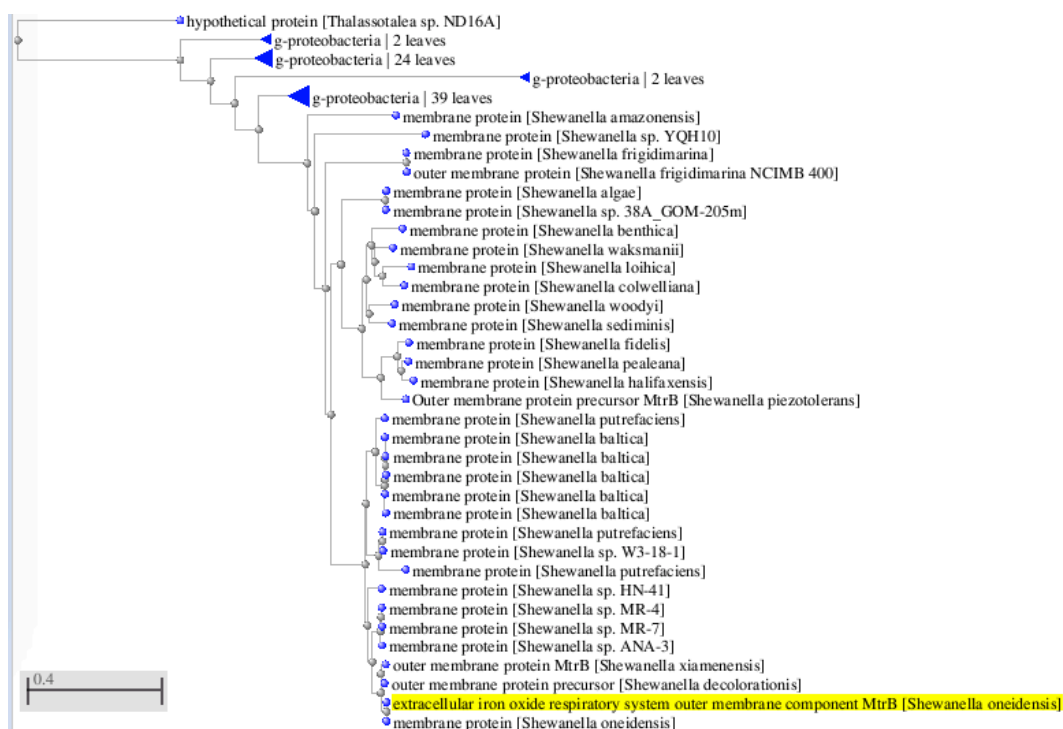 hypothetical protein [Thalassotalea sp. ND16A]
g-proteobacteria | 2 leaves
g-proteobacteria | 24 leaves
g-proteobacteria | 2 leaves
g-proteobacteria | 39 leaves
membrane protein [Shewanella amazonensis]
membrane protein [Shewanella sp. YQH10]
membrane protein [Shewanella frigidimarina]
outer membrane protein [Shewanella frigidimarina NCIMB 400]
membrane protein [Shewanella algae]
membrane protein [Shewanella sp. 38A_GOM-205m]
membrane protein [Shewanella benthica]
membrane protein [Shewanella waksmanii]
membrane protein [Shewanella loihica]
membrane protein [Shewanella colwelliana]
membrane protein [Shewanella woodyi]
membrane protein [Shewanella sediminis]
membrane protein [Shewanella fidelis]
membrane protein [Shewanella pealeana]
membrane protein [Shewanella halifaxensis]
Outer membrane protein precursor MtrB [Shewanella piezotolerans]
membrane protein [Shewanella putrefaciens]
membrane protein [Shewanella baltica]
membrane protein [Shewanella baltica]
membrane protein [Shewanella baltica]
membrane protein [Shewanella baltica]
membrane protein [Shewanella baltica]
membrane protein [Shewanella putrefaciens]
membrane protein [Shewanella sp. W3-18-1]
membrane protein [Shewanella putrefaciens]
membrane protein [Shewanella sp. HN-41]
membrane protein [Shewanella sp. MR-4]
membrane protein [Shewanella sp. MR-7]
membrane protein [Shewanella sp. ANA-3]
outer membrane protein MtrB [Shewanella xiamenensis]
outer membrane protein precursor [Shewanella decolorationis]
extracellular iron oxide respiratory system outer membrane component MtrB [Shewanella oneidensis]
membrane protein [Shewanella oneidensis]
0.4